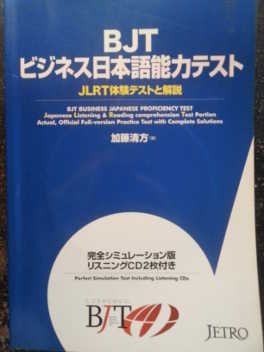 BJT
ビジネス日本語能力テスト
JLRT体験テストと解説
BJT BUSINESS JAPANESE PROFICIENCY TEST
Japanese Listening & Reading comprehension Test Portion
Actual, Official Full-version Practice Test with Complete Solutions
加藤清方
完全シミュレーション版
リスニングCD2枚付き
Perfect Simulation Test Including Listening CDs
BJT
JETRO